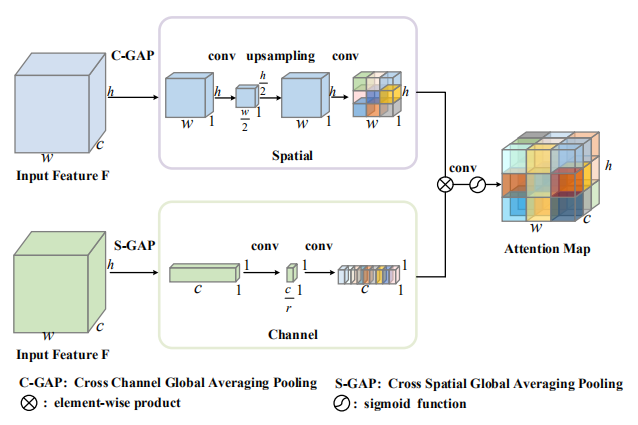 C-GAP
conv upsampling conv
h
w
c
Input Feature F
h
w
1
h
2
w
2
1
h
w
1
h
w
1
Spatial
conv
h
w
c
Attention Map
S-GAP
conv conv
h
w
c
Input Feature F
1
c
1
1
c
r
1
1
c
1
Channel
C-GAP: Cross Channel Global Averaging Pooling S-GAP: Cross Spatial Global Averaging Pooling
: element-wise product : sigmoid function